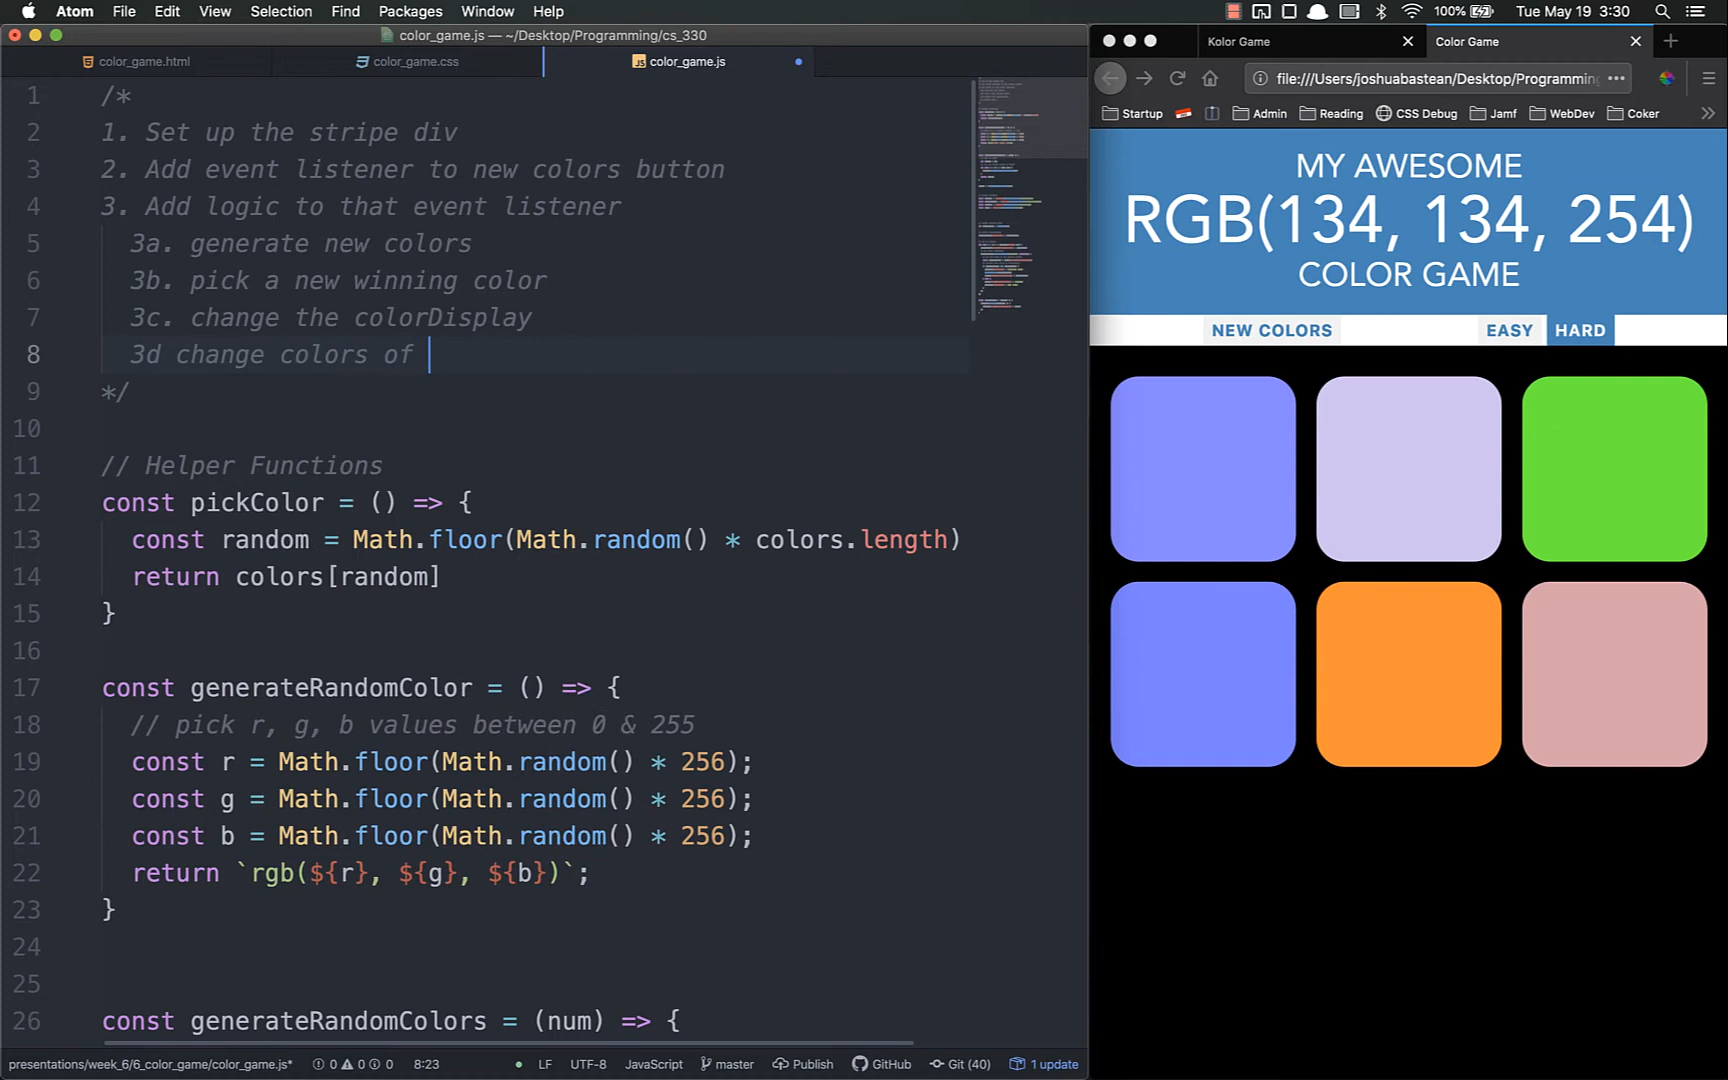 Atom File Edit View Selection Find Packages Window Help 100% Tue May 19 3:30
color_game.js — ~/Desktop/Programming/cs_330
color_game.html color_game.css color_game.js
1 /*
2 1. Set up the stripe div
3 2. Add event listener to new colors button
4 3. Add logic to that event listener
5 3a. generate new colors
6 3b. pick a new winning color
7 3c. change the colorDisplay
8 3d change colors of
9 */
10
11 // Helper Functions
12 const pickColor = () => {
13 const random = Math.floor(Math.random() * colors.length)
14 return colors[random]
15 }
16
17 const generateRandomColor = () => {
18 // pick r, g, b values between 0 & 255
19 const r = Math.floor(Math.random() * 256);
20 const g = Math.floor(Math.random() * 256);
21 const b = Math.floor(Math.random() * 256);
22 return `rgb(${r}, ${g}, ${b})`;
23 }
24
25
26 const generateRandomColors = (num) => {
presentations/week_6/6_color_game/color_game.js* 0 0 0 8:23 LF UTF-8 JavaScript master Publish GitHub Git (40) 1 update
Kolor Game Color Game
file:///Users/joshuabastean/Desktop/Programming
Startup Admin Reading CSS Debug Jamf WebDev Coker
MY AWESOME
RGB(134, 134, 254)
COLOR GAME
NEW COLORS EASY HARD